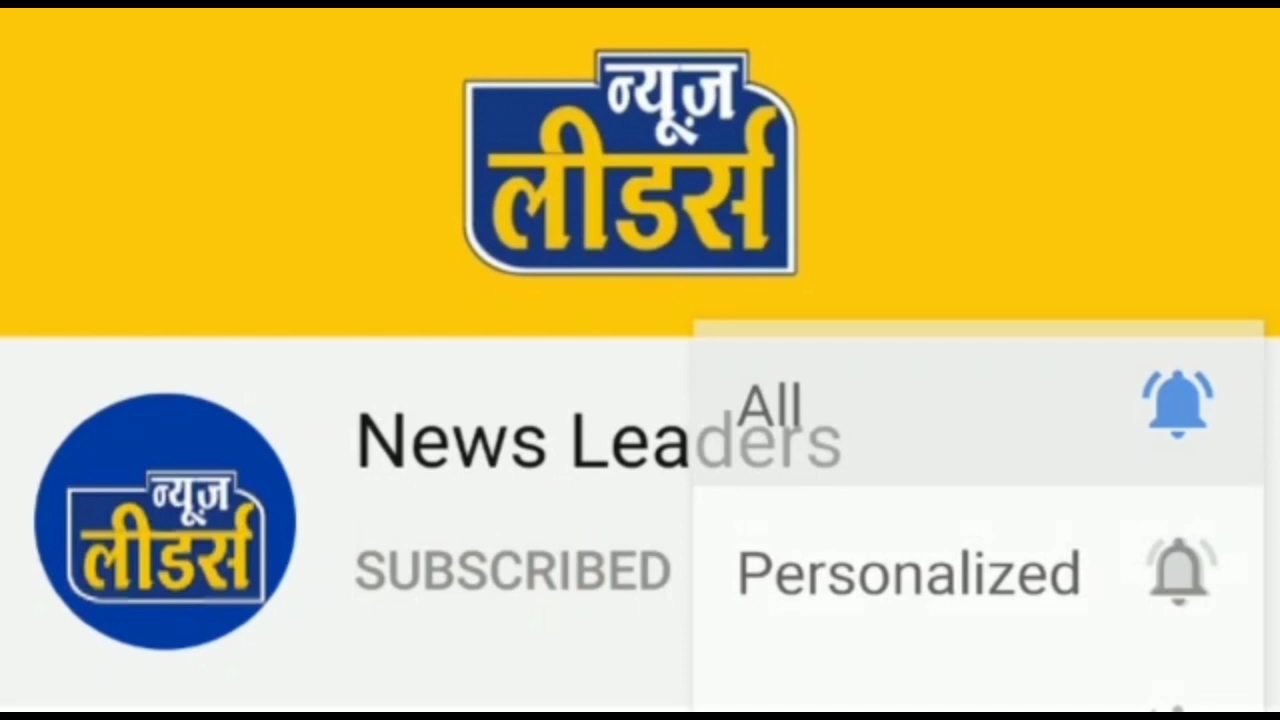 न्यूज़
लीडर्स
All
News Leaders
न्यूज़
लीडर्स
SUBSCRIBED
Personalized